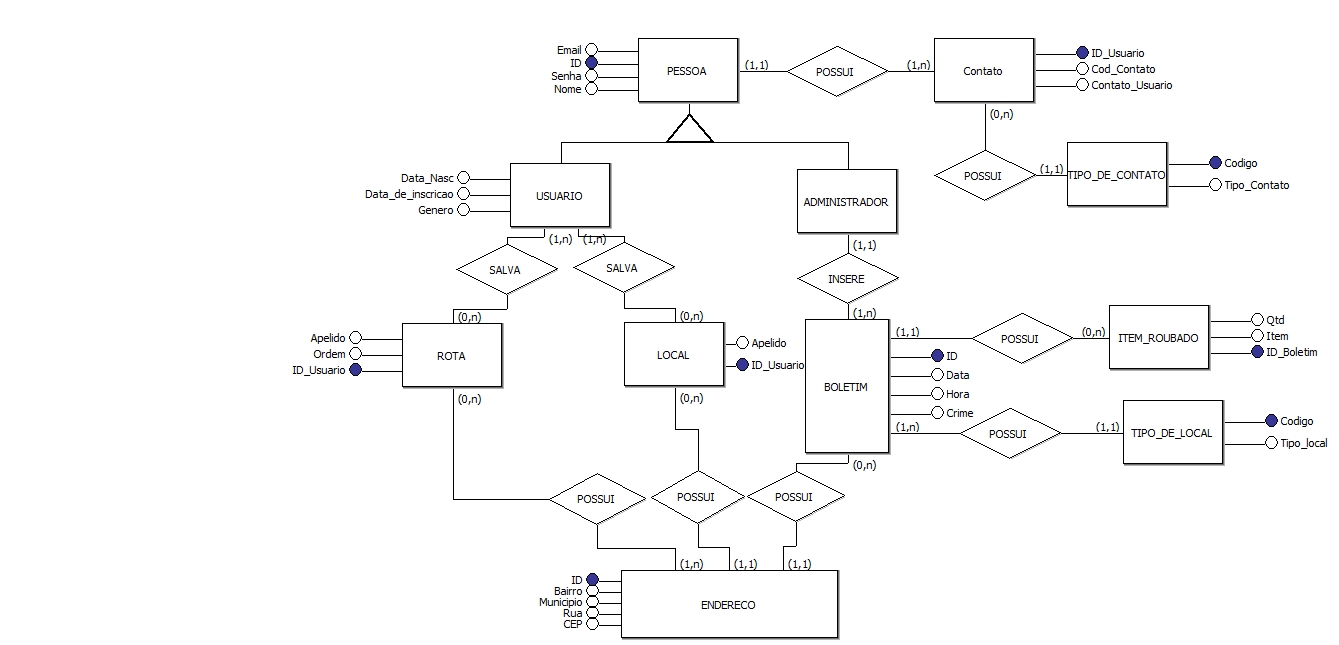 Email
ID
Senha
Nome
PESSOA
(1,1)
POSSUI
(1,n)
Contato
ID_Usuario
Cod_Contato
Contato_Usuario
(0,n)
POSSUI
(1,1)
TIPO_DE_CONTATO
Codigo
Tipo_Contato
Data_Nasc
Data_de_inscricao
Genero
USUARIO
(1,n)
(1,n)
ADMINISTRADOR
(1,1)
SALVA
SALVA
INSERE
(0,n)
(0,n)
(1,n)
Apelido
Ordem
ID_Usuario
ROTA
(0,n)
LOCAL
Apelido
ID_Usuario
(0,n)
BOLETIM
(1,1)
ID
Data
Hora
Crime
(1,n)
(0,n)
POSSUI
(0,n)
ITEM_ROUBADO
Qtd
Item
ID_Boletim
POSSUI
(1,1)
TIPO_DE_LOCAL
Codigo
Tipo_local
POSSUI
POSSUI
POSSUI
(1,n)
(1,1)
(1,1)
ID
Bairro
Municipio
Rua
CEP
ENDERECO